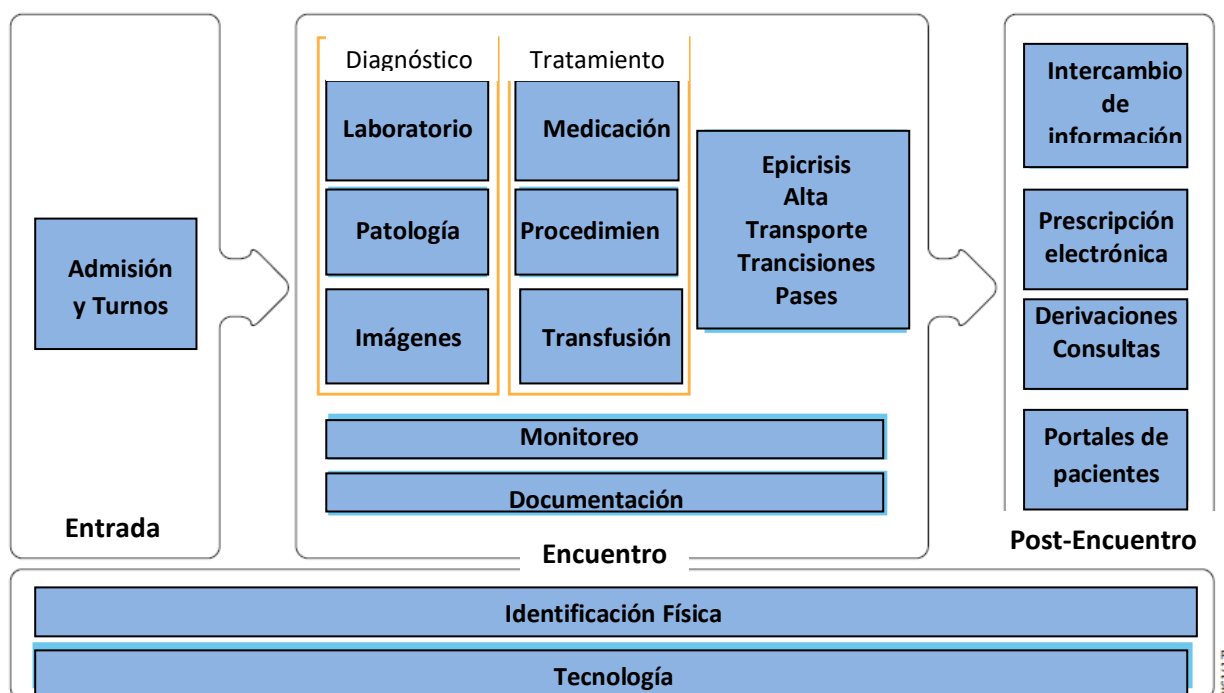 Diagnóstico
Tratamiento
Laboratorio
Medicación
Patología
Procedimien
Imágenes
Transfusión
Epicrisis
Alta
Transporte
Trancisiones
Pases
Admisión
y Turnos
Monitoreo
Documentación
Entrada
Encuentro
Intercambio
de
información
Prescripción
electrónica
Derivaciones
Consultas
Portales de
pacientes
Post-Encuentro
Identificación Física
Tecnología